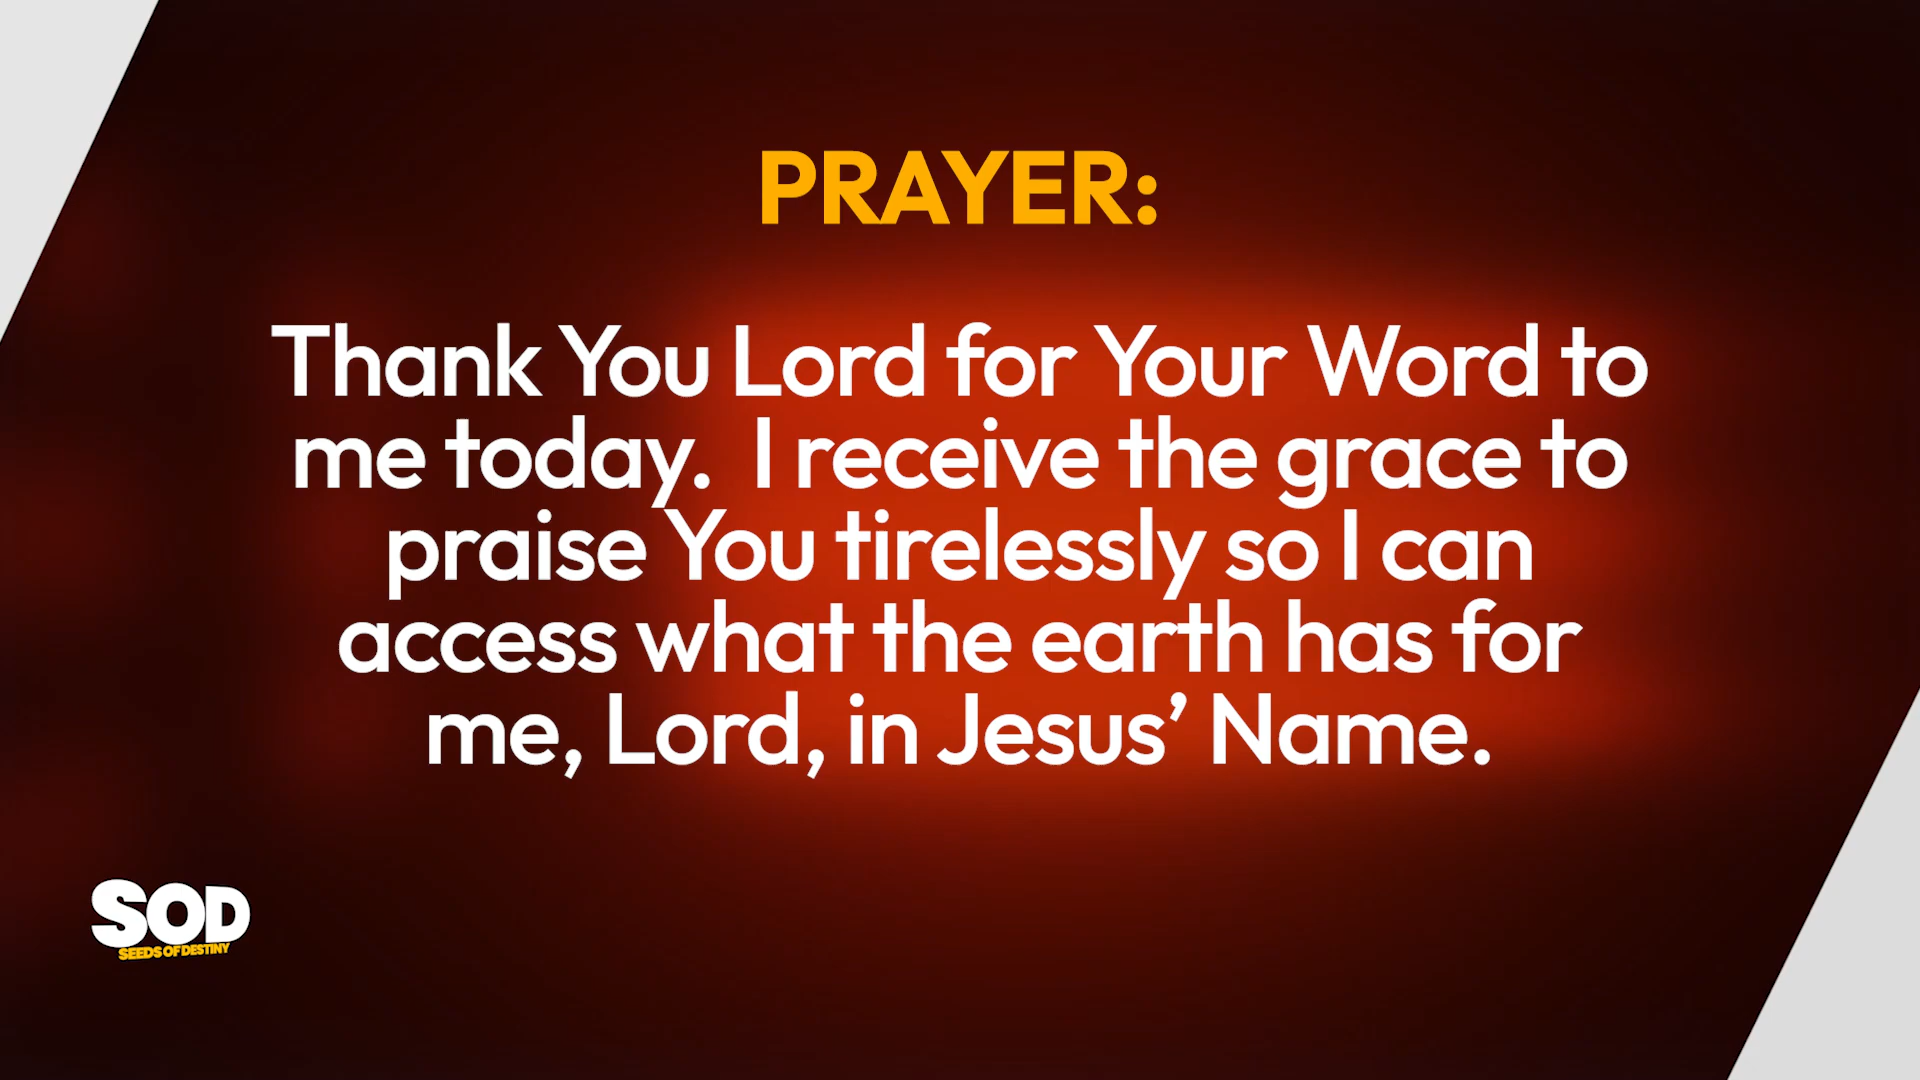 PRAYER:
Thank You Lord for Your Word to
me today.  I receive the grace to
praise You tirelessly so I can
access what the earth has for
me, Lord, in Jesus’ Name.
SOD
SEEDS OF DESTINY